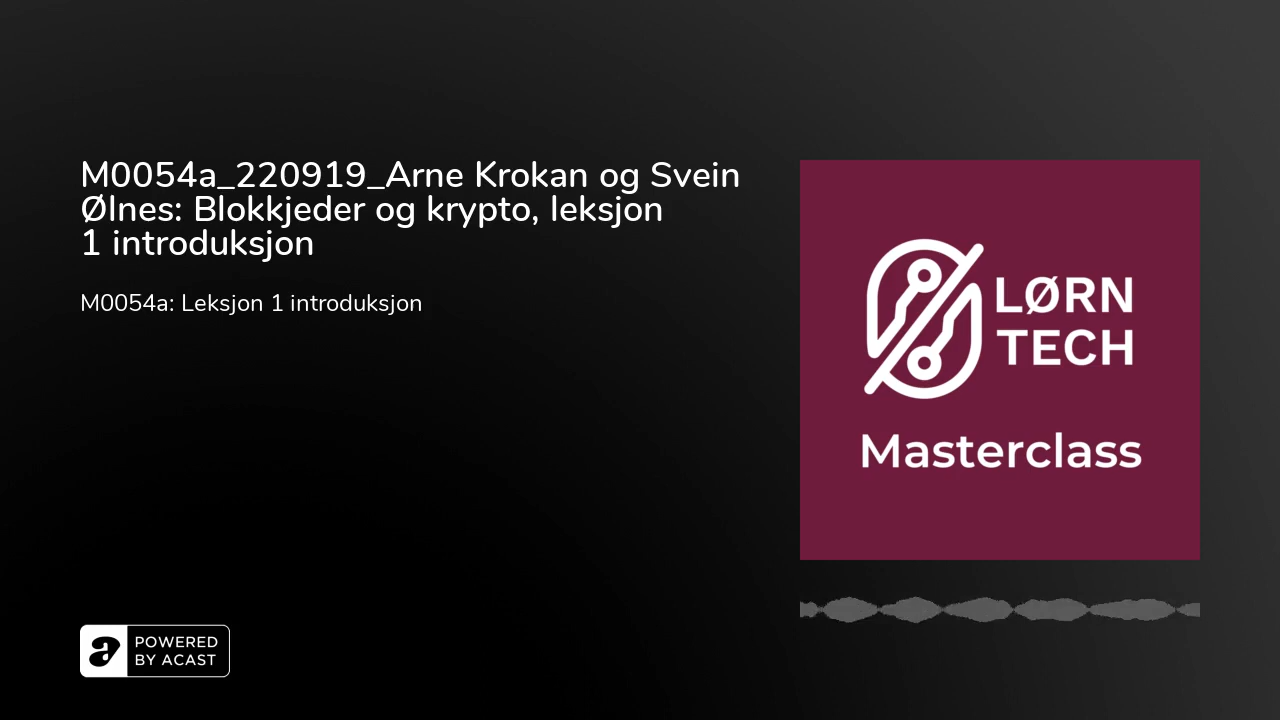 M0054a_220919_Arne Krokan og Svein
Ølnes: Blokkjeder og krypto, leksjon
1 introduksjon
M0054a: Leksjon 1 introduksjon
LØRN
TECH
Masterclass
a POWERED
BY ACAST